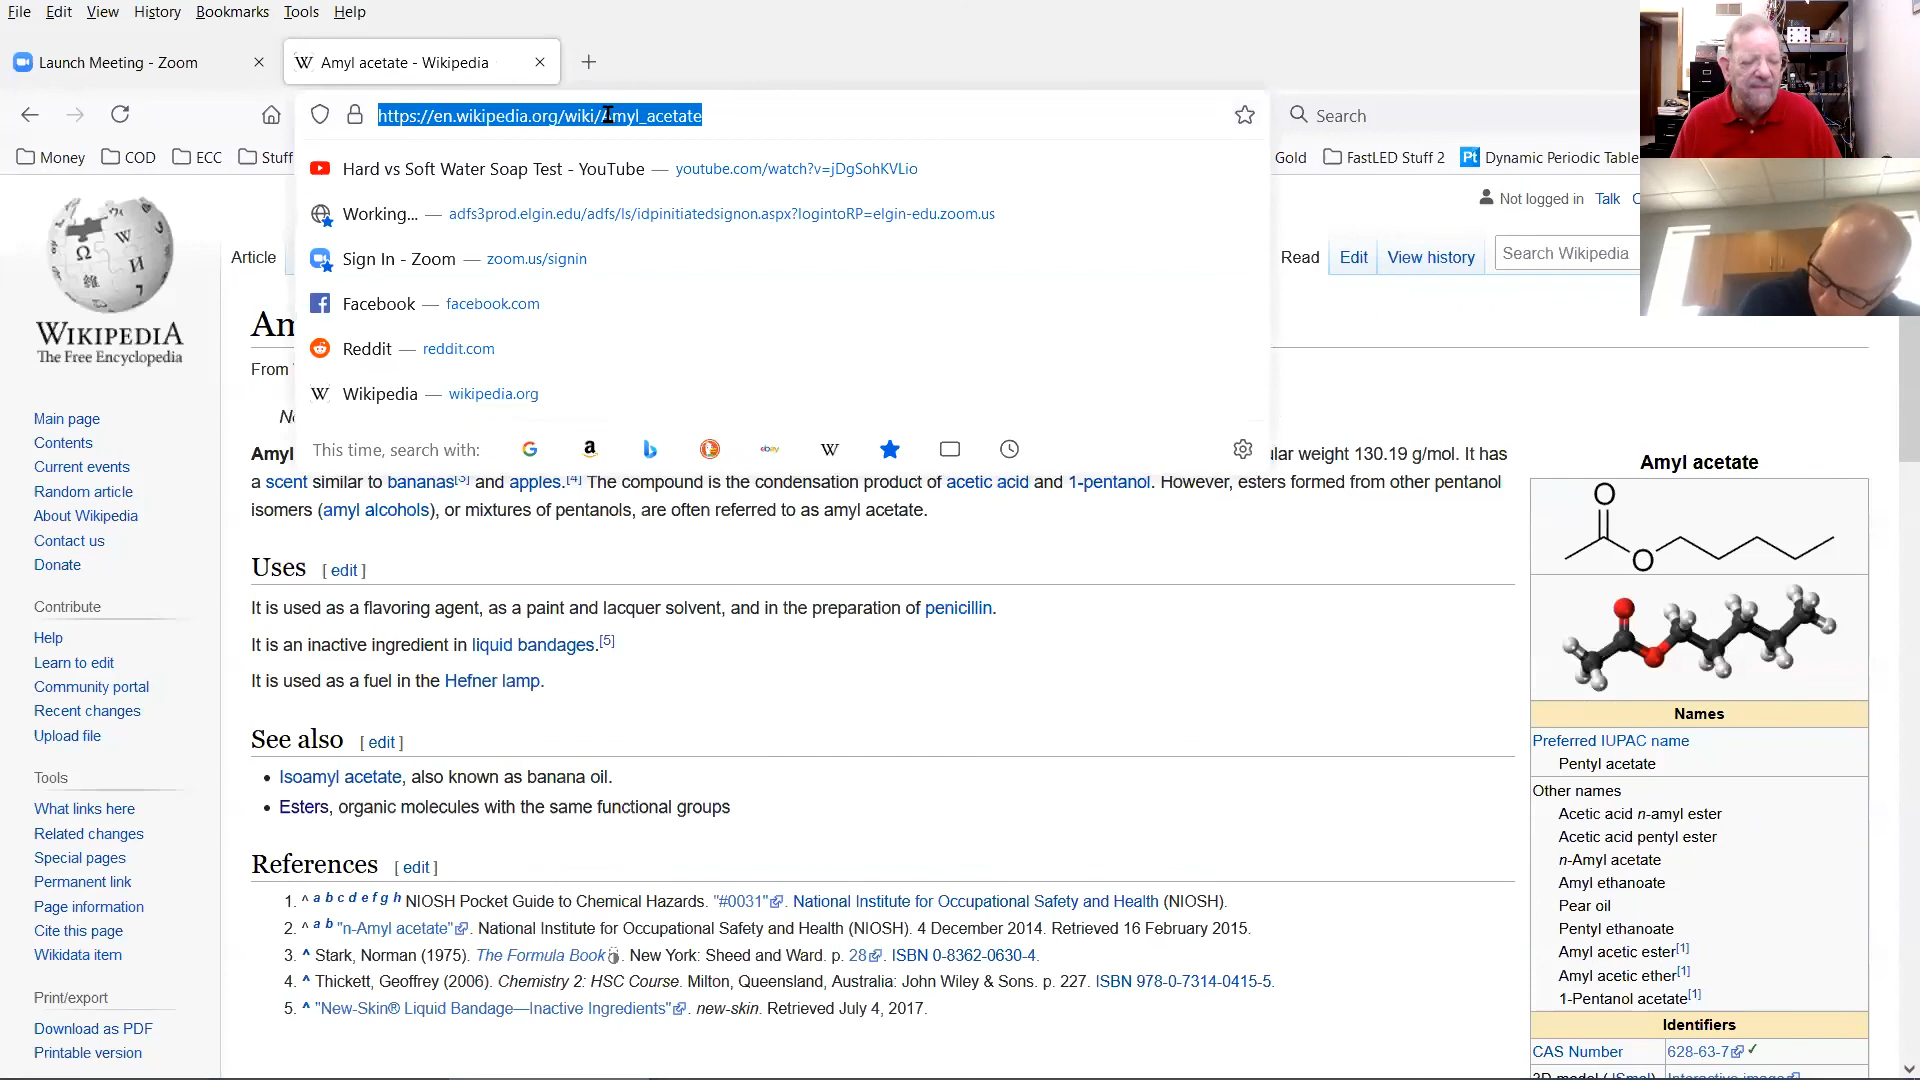 File Edit View History Bookmarks Tools Help
Launch Meeting - Zoom
Amyl acetate - Wikipedia
https://en.wikipedia.org/wiki/Amyl_acetate
Search
Money COD ECC Stuff
Gold FastLED Stuff 2 Pt Dynamic Periodic Table
Hard vs Soft Water Soap Test - YouTube — youtube.com/watch?v=jDgSohKVLio
Working... — adfs3prod.elgin.edu/adfs/ls/idpinitiatedsignon.aspx?logintoRP=elgin-edu.zoom.us
Sign In - Zoom — zoom.us/signin
Facebook — facebook.com
Reddit — reddit.com
Wikipedia — wikipedia.org
This time, search with:
Not logged in Talk
Article
Read Edit View history Search Wikipedia
WIKIPEDIA
The Free Encyclopedia
Main page
Contents
Current events
Random article
About Wikipedia
Contact us
Donate
Contribute
Help
Learn to edit
Community portal
Recent changes
Upload file
Tools
What links here
Related changes
Special pages
Permanent link
Page information
Cite this page
Wikidata item
Print/export
Download as PDF
Printable version
Am
From
Amyl
lar weight 130.19 g/mol. It has
a scent similar to bananas[3] and apples.[4] The compound is the condensation product of acetic acid and 1-pentanol. However, esters formed from other pentanol
isomers (amyl alcohols), or mixtures of pentanols, are often referred to as amyl acetate.
Uses [ edit ]
It is used as a flavoring agent, as a paint and lacquer solvent, and in the preparation of penicillin.
It is an inactive ingredient in liquid bandages.[5]
It is used as a fuel in the Hefner lamp.
See also [ edit ]
• Isoamyl acetate, also known as banana oil.
• Esters, organic molecules with the same functional groups
References [ edit ]
1. ^ a b c d e f g h NIOSH Pocket Guide to Chemical Hazards. "#0031". National Institute for Occupational Safety and Health (NIOSH).
2. ^ a b "n-Amyl acetate". National Institute for Occupational Safety and Health (NIOSH). 4 December 2014. Retrieved 16 February 2015.
3. ^ Stark, Norman (1975). The Formula Book. New York: Sheed and Ward. p. 28. ISBN 0-8362-0630-4.
4. ^ Thickett, Geoffrey (2006). Chemistry 2: HSC Course. Milton, Queensland, Australia: John Wiley & Sons. p. 227. ISBN 978-0-7314-0415-5.
5. ^ "New-Skin® Liquid Bandage—Inactive Ingredients". new-skin. Retrieved July 4, 2017.
Amyl acetate
O
O
Names
Preferred IUPAC name
Pentyl acetate
Other names
Acetic acid n-amyl ester
Acetic acid pentyl ester
n-Amyl acetate
Amyl ethanoate
Pear oil
Pentyl ethanoate
Amyl acetic ester[1]
Amyl acetic ether[1]
1-Pentanol acetate[1]
Identifiers
CAS Number 628-63-7 ✓